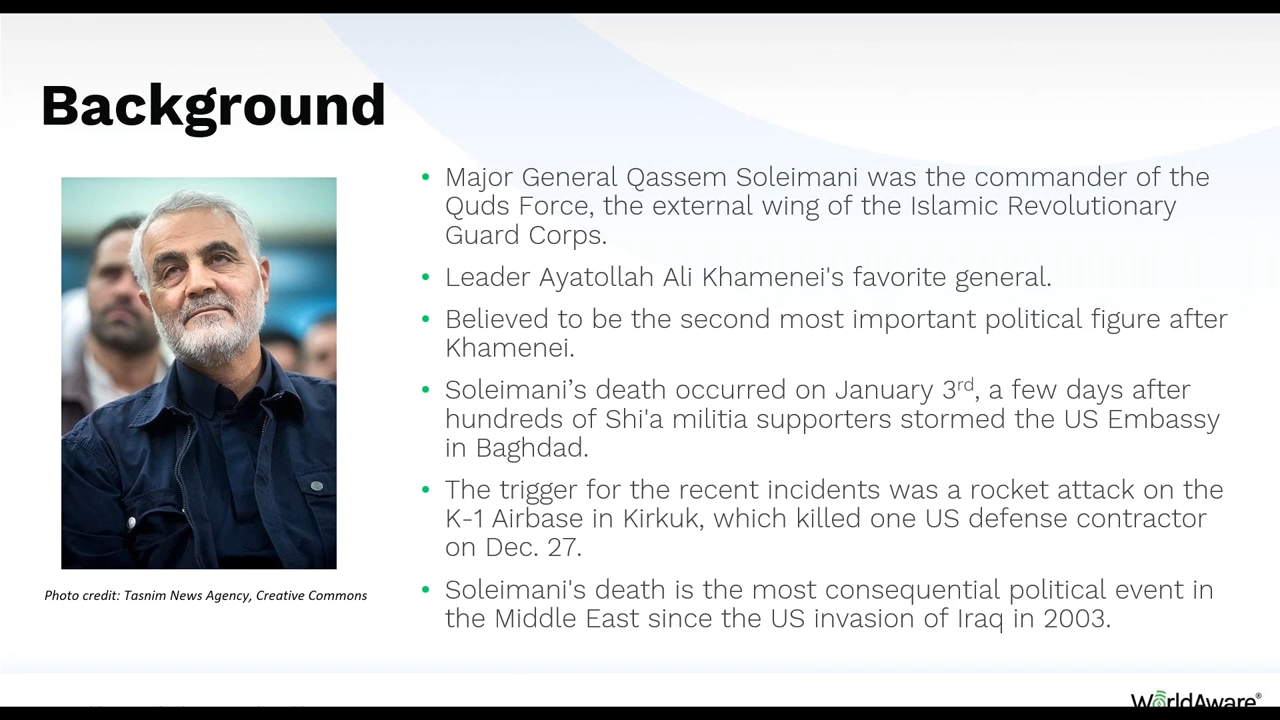 Background
• Major General Qassem Soleimani was the commander of the
Quds Force, the external wing of the Islamic Revolutionary
Guard Corps.
• Leader Ayatollah Ali Khamenei's favorite general.
• Believed to be the second most important political figure after
Khamenei.
• Soleimani’s death occurred on January 3rd, a few days after
hundreds of Shi'a militia supporters stormed the US Embassy
in Baghdad.
• The trigger for the recent incidents was a rocket attack on the
K-1 Airbase in Kirkuk, which killed one US defense contractor
on Dec. 27.
• Soleimani's death is the most consequential political event in
the Middle East since the US invasion of Iraq in 2003.
Photo credit: Tasnim News Agency, Creative Commons
WorldAware®